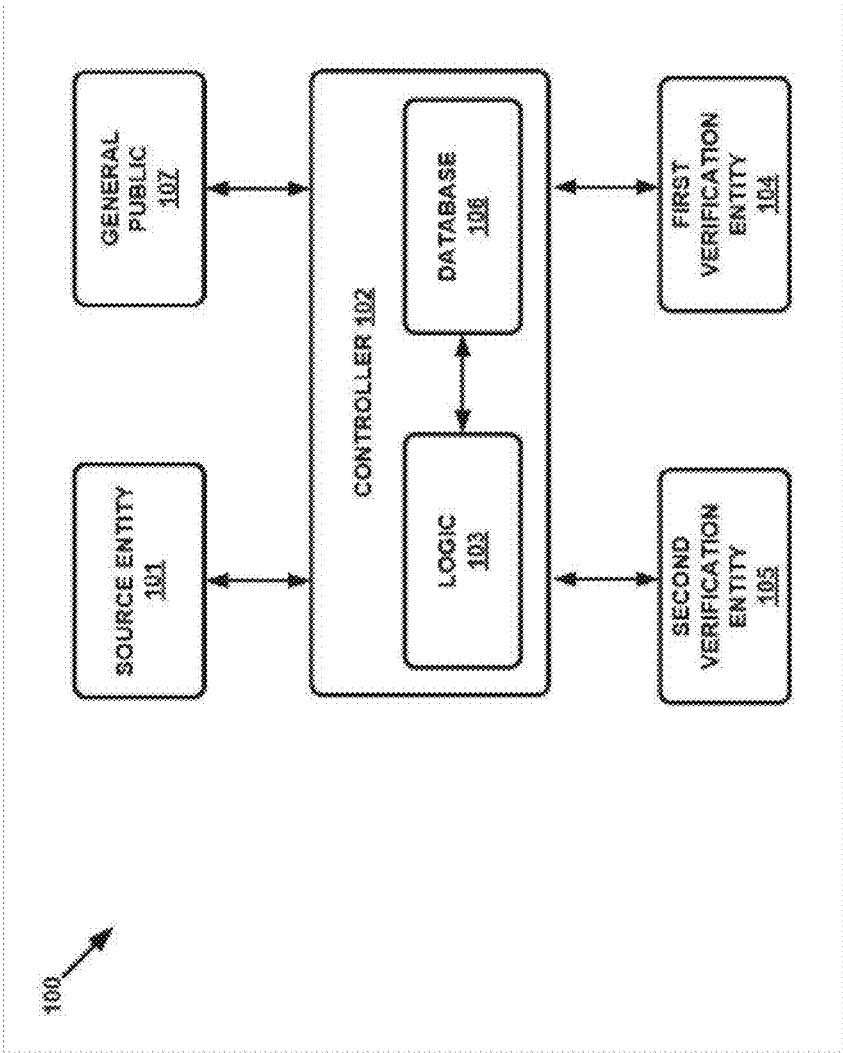 100
SOURCE ENTITY
101
GENERAL
PUBLIC
107
CONTROLLER 102
LOGIC
103
DATABASE
106
SECOND
VERIFICATION
ENTITY
105
FIRST
VERIFICATION
ENTITY
104